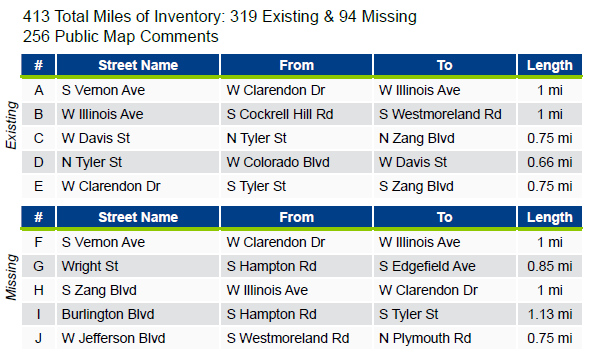 413 Total Miles of Inventory: 319 Existing & 94 Missing
256 Public Map Comments
Existing
# Street Name From To Length
A S Vernon Ave W Clarendon Dr W Illinois Ave 1 mi
B W Illinois Ave S Cockrell Hill Rd S Westmoreland Rd 1 mi
C W Davis St N Tyler St N Zang Blvd 0.75 mi
D N Tyler St W Colorado Blvd W Davis St 0.66 mi
E W Clarendon Dr S Tyler St S Zang Blvd 0.75 mi
Missing
# Street Name From To Length
F S Vernon Ave W Clarendon Dr W Illinois Ave 1 mi
G Wright St S Hampton Rd S Edgefield Ave 0.85 mi
H S Zang Blvd W Illinois Ave W Clarendon Dr 1 mi
I Burlington Blvd S Hampton Rd S Tyler St 1.13 mi
J W Jefferson Blvd S Westmoreland Rd N Plymouth Rd 0.75 mi